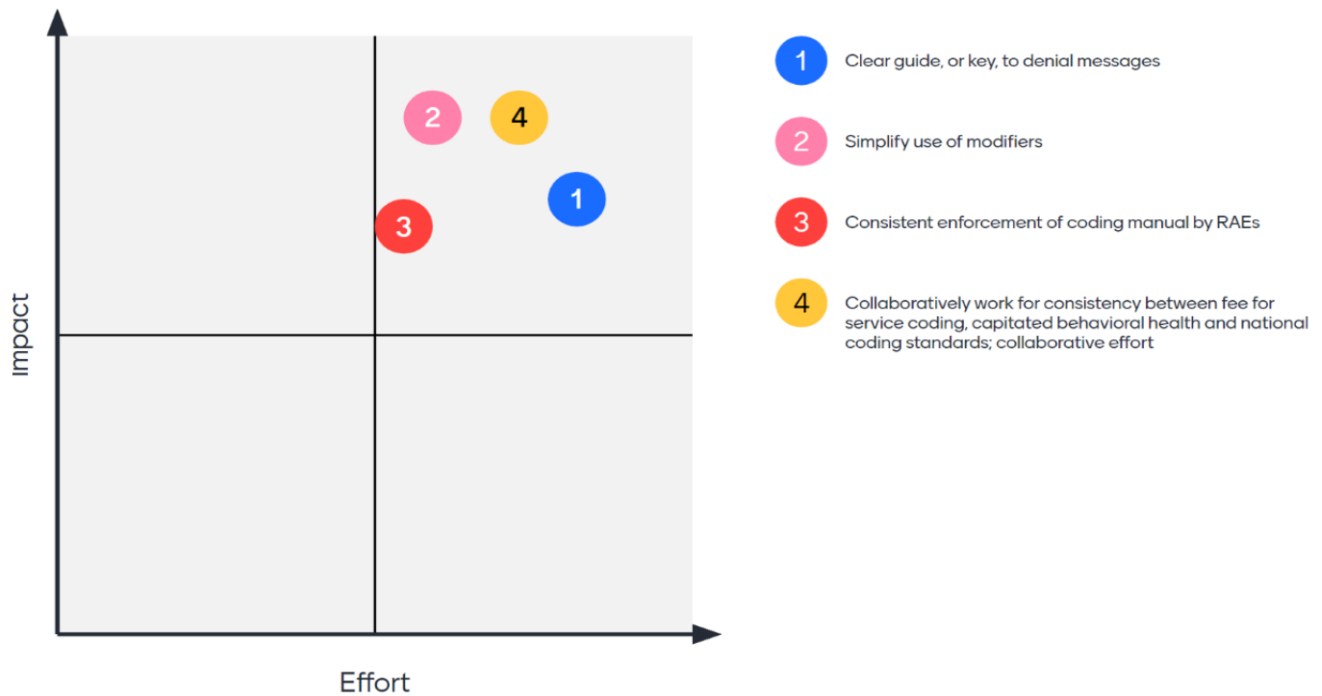 2
4
1
3
Impact
Effort
1
Clear guide, or key, to denial messages
2
Simplify use of modifiers
3
Consistent enforcement of coding manual by RAEs
4
Collaboratively work for consistency between fee for
service coding, capitated behavioral health and national
coding standards; collaborative effort